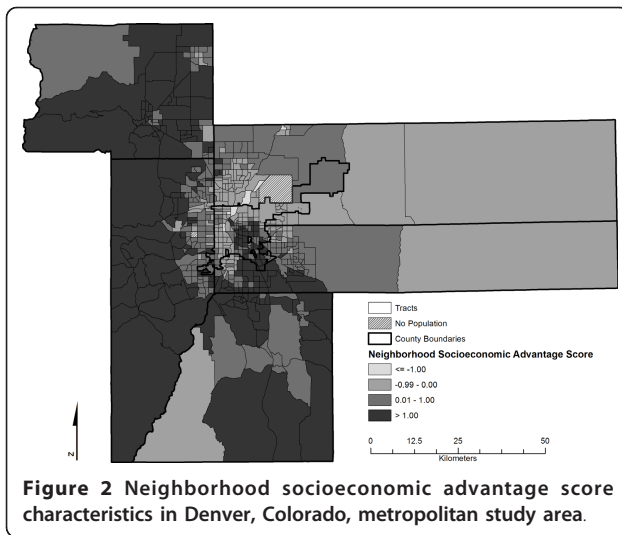 Tracts
No Population
County Boundaries
Neighborhood Socioeconomic Advantage Score
<= -1.00
-0.99 - 0.00
0.01 - 1.00
> 1.00
N
0 12.5 25 50
Kilometers
Figure 2 Neighborhood socioeconomic advantage score
characteristics in Denver, Colorado, metropolitan study area.